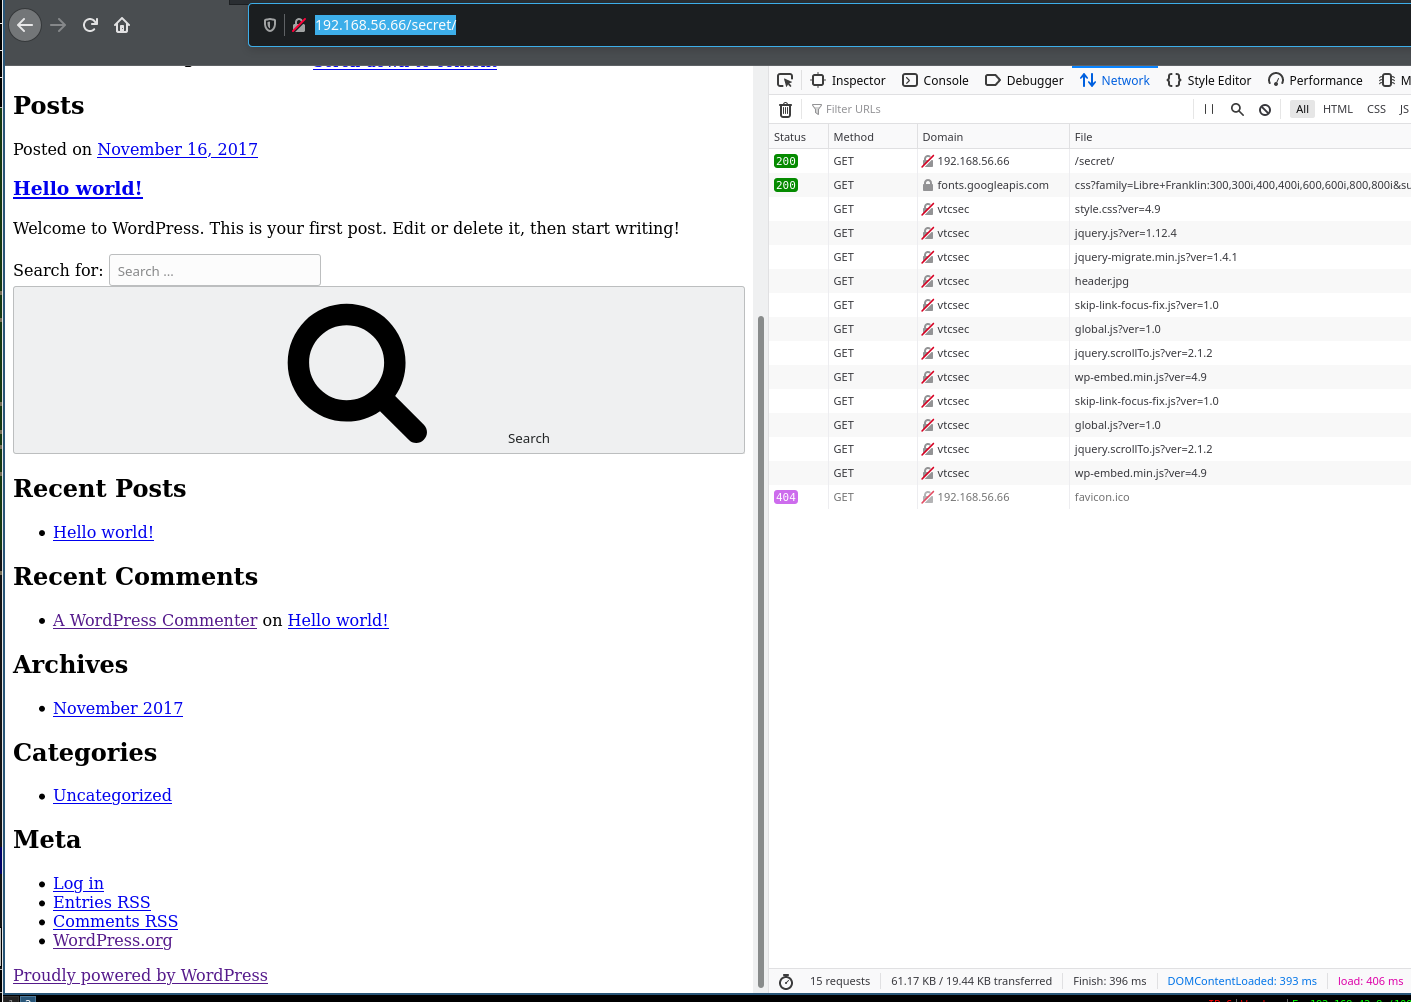 192.168.56.66/secret/
Scroll down to content
Posts
Posted on November 16, 2017
Hello world!
Welcome to WordPress. This is your first post. Edit or delete it, then start writing!
Search for: Search ...
Search
Recent Posts
Hello world!
Recent Comments
A WordPress Commenter on Hello world!
Archives
November 2017
Categories
Uncategorized
Meta
Log in
Entries RSS
Comments RSS
WordPress.org
Proudly powered by WordPress
Inspector Console Debugger Network Style Editor Performance M
Filter URLs All HTML CSS JS
Status Method Domain File
200 GET 192.168.56.66 /secret/
200 GET fonts.googleapis.com css?family=Libre+Franklin:300,300i,400,400i,600,600i,800,800i&su
GET vtcsec style.css?ver=4.9
GET vtcsec jquery.js?ver=1.12.4
GET vtcsec jquery-migrate.min.js?ver=1.4.1
GET vtcsec header.jpg
GET vtcsec skip-link-focus-fix.js?ver=1.0
GET vtcsec global.js?ver=1.0
GET vtcsec jquery.scrollTo.js?ver=2.1.2
GET vtcsec wp-embed.min.js?ver=4.9
GET vtcsec skip-link-focus-fix.js?ver=1.0
GET vtcsec global.js?ver=1.0
GET vtcsec jquery.scrollTo.js?ver=2.1.2
GET vtcsec wp-embed.min.js?ver=4.9
404 GET 192.168.56.66 favicon.ico
15 requests 61.17 KB / 19.44 KB transferred Finish: 396 ms DOMContentLoaded: 393 ms load: 406 ms